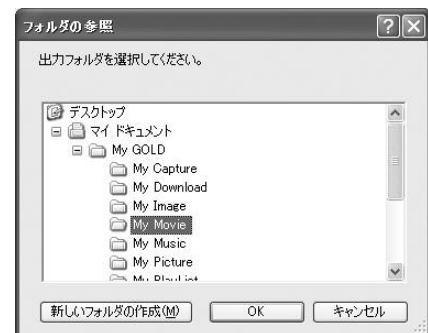 フォルダの参照
出力フォルダを選択してください。
デスクトップ
マイ ドキュメント
My GOLD
My Capture
My Download
My Image
My Movie
My Music
My Picture
My PlayList
新しいフォルダの作成(M)
OK
キャンセル